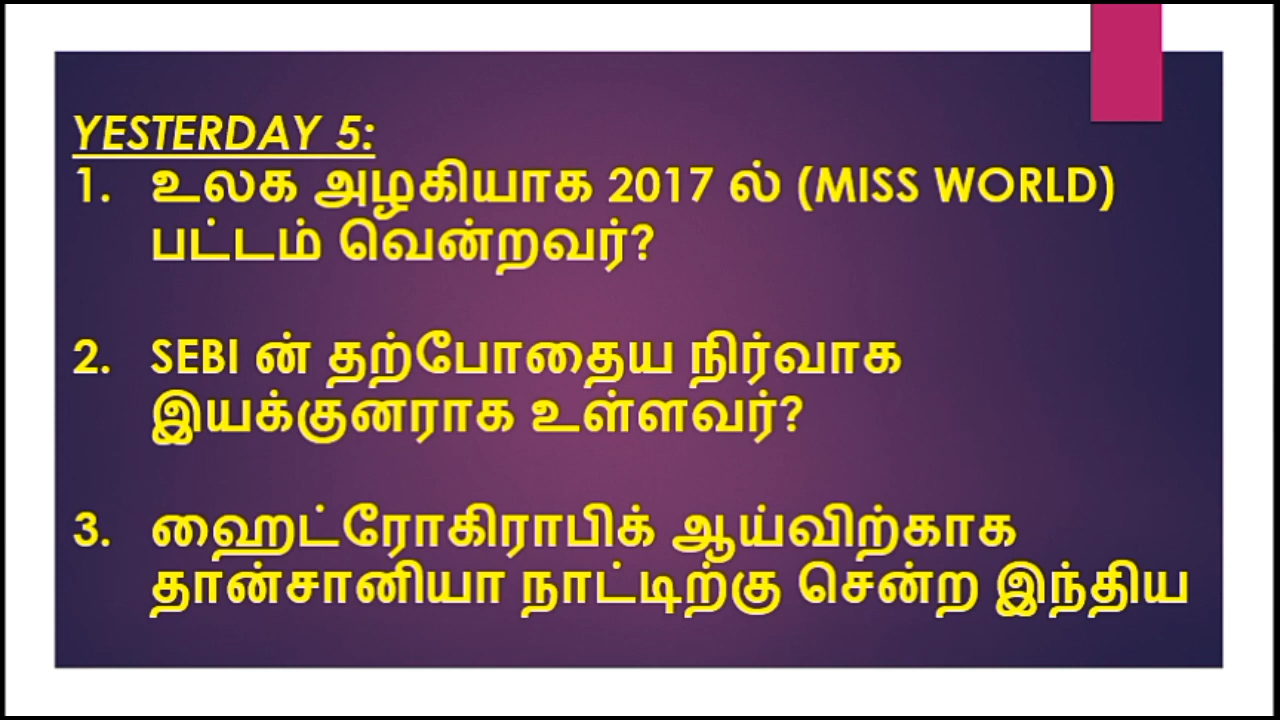 YESTERDAY 5:
1. உலக அழகியாக 2017 ல் (MISS WORLD)
பட்டம் வென்றவர்?
2. SEBI ன் தற்போதைய நிர்வாக
இயக்குனராக உள்ளவர்?
3. ஹைட்ரோகிராபிக் ஆய்விற்காக
தான்சானியா நாட்டிற்கு சென்ற இந்திய